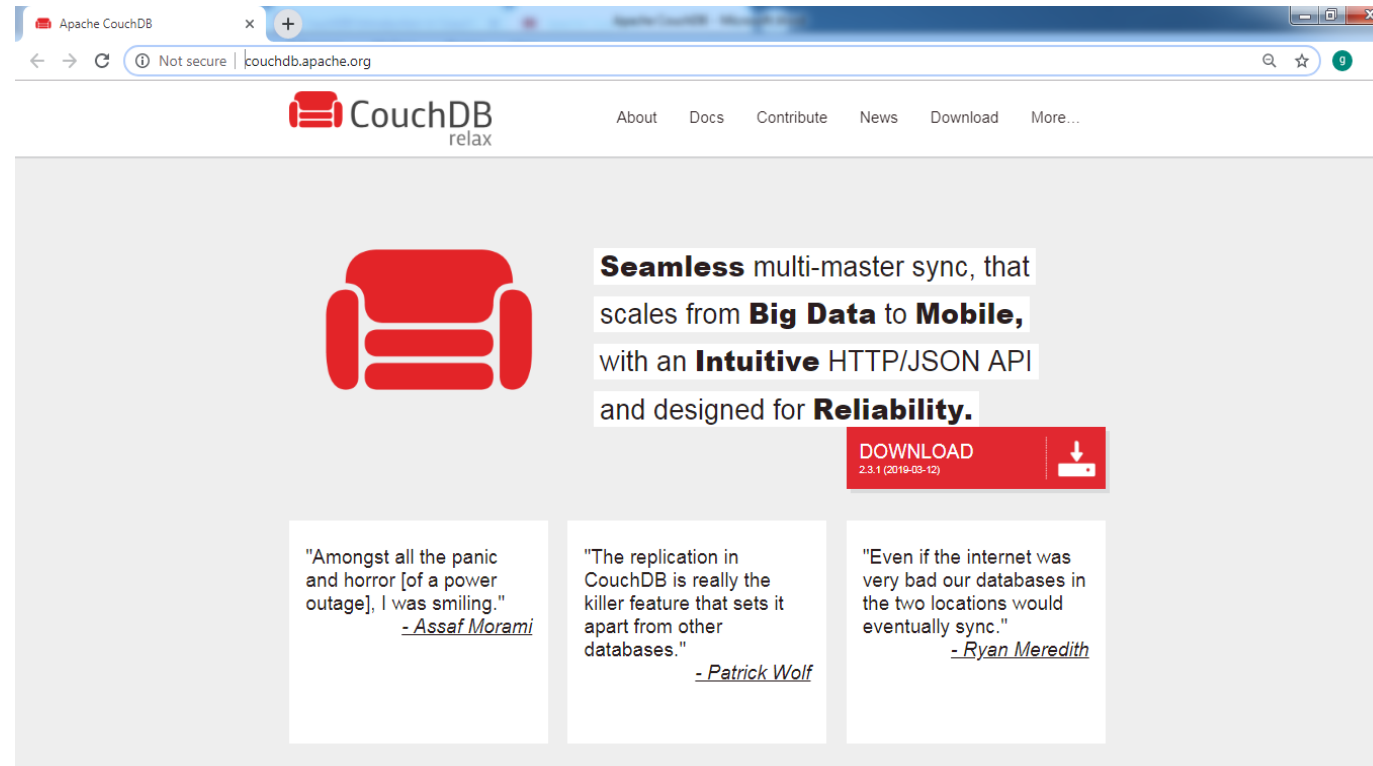 Apache CouchDB
Not secure | couchdb.apache.org
g
CouchDB
relax
About Docs Contribute News Download More...
Seamless multi-master sync, that
scales from Big Data to Mobile,
with an Intuitive HTTP/JSON API
and designed for Reliability.
DOWNLOAD
2.3.1 (2019-03-12)
"Amongst all the panic
and horror [of a power
outage], I was smiling."
- Assaf Morami
"The replication in
CouchDB is really the
killer feature that sets it
apart from other
databases."
- Patrick Wolf
"Even if the internet was
very bad our databases in
the two locations would
eventually sync."
- Ryan Meredith